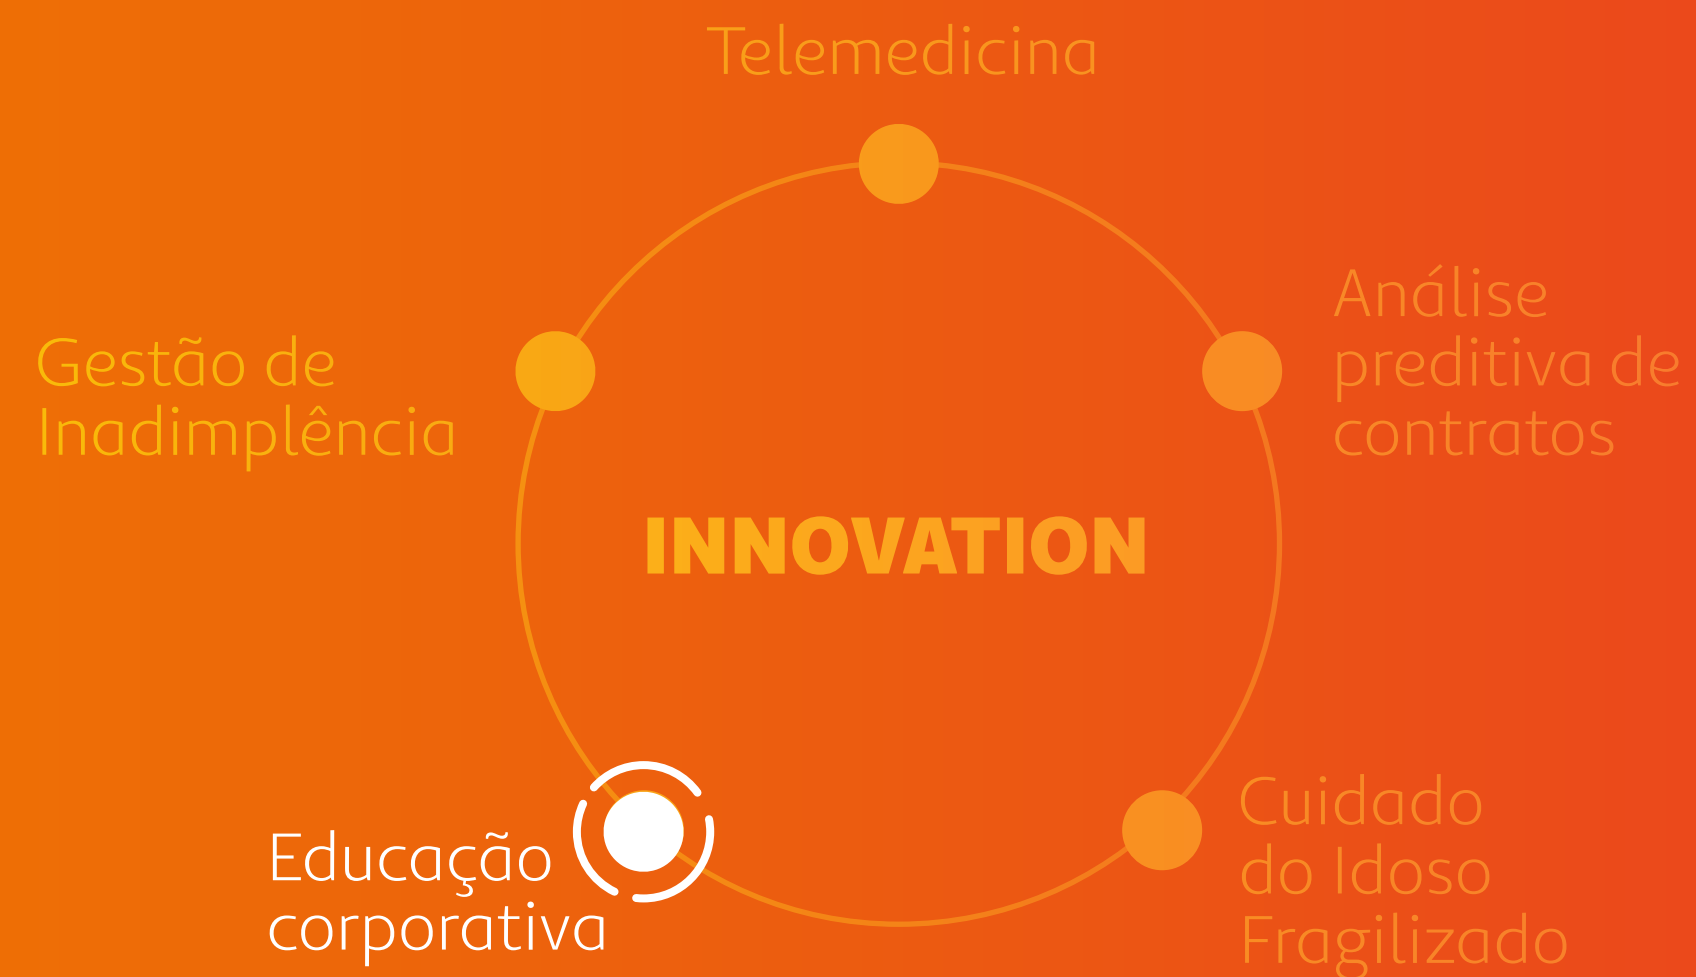 Telemedicina
Análise
preditiva de
contratos
Gestão de
Inadimplência
INNOVATION
Cuidado
do Idoso
Fragilizado
Educação
corporativa